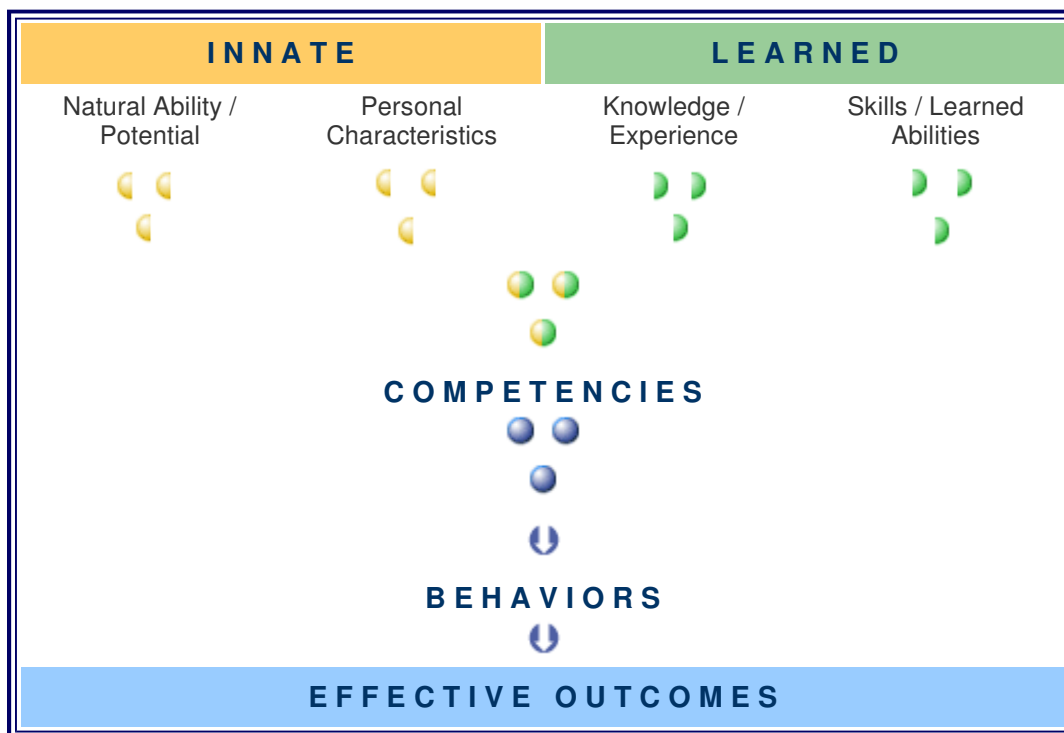 INNATE
LEARNED
Natural Ability /
Potential
Personal
Characteristics
Knowledge /
Experience
Skills / Learned
Abilities
COMPETENCIES
BEHAVIORS
EFFECTIVE OUTCOMES